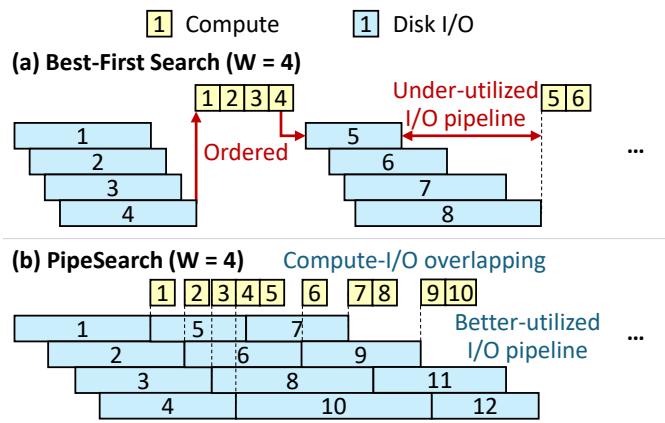 1 Compute 1 Disk I/O
(a) Best-First Search (W = 4)
1 2 3 4
Under-utilized
I/O pipeline
5 6
1
Ordered
5
2
6
3
7
4
8
...
(b) PipeSearch (W = 4) Compute-I/O overlapping
1 2 3 4 5 6 7 8 9 10
1 5 7
Better-utilized
I/O pipeline
...
2 6 9
3 8 11
4 10 12